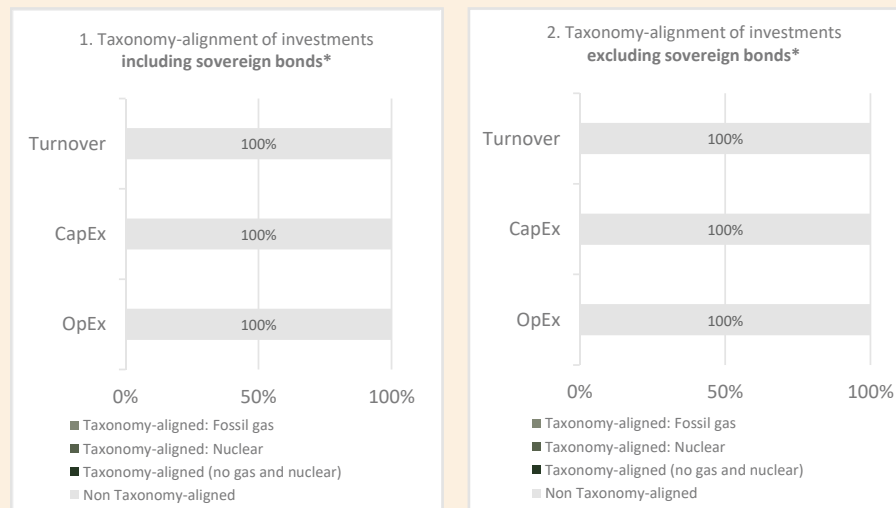 1. Taxonomy-alignment of investments
including sovereign bonds*
Turnover
100%
CapEx
100%
OpEx
100%
0%
50%
100%
Taxonomy-aligned: Fossil gas
Taxonomy-aligned: Nuclear
Taxonomy-aligned (no gas and nuclear)
Non Taxonomy-aligned
2. Taxonomy-alignment of investments
excluding sovereign bonds*
Turnover
100%
CapEx
100%
OpEx
100%
0%
50%
100%
Taxonomy-aligned: Fossil gas
Taxonomy-aligned: Nuclear
Taxonomy-aligned (no gas and nuclear)
Non Taxonomy-aligned